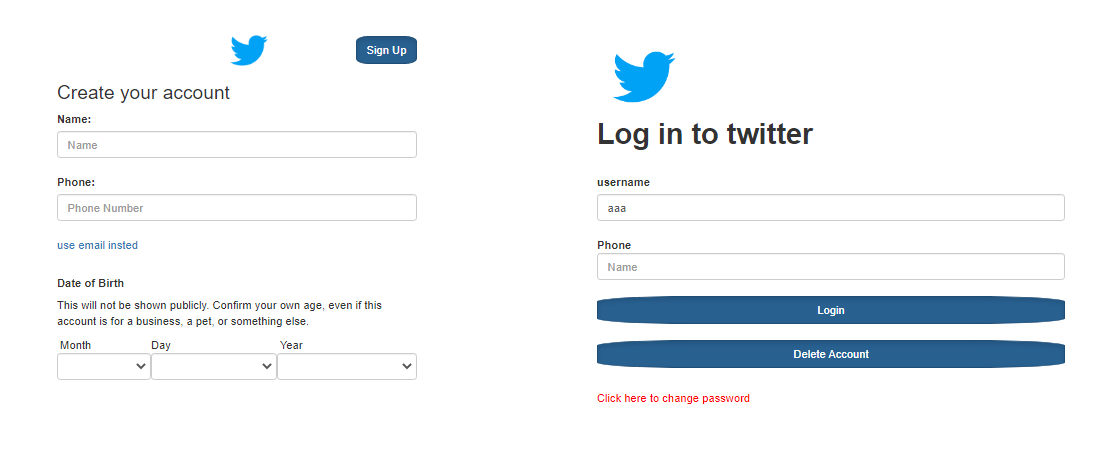 Sign Up
Create your account
Name:
Name
Phone:
Phone Number
use email insted
Date of Birth
This will not be shown publicly. Confirm your own age, even if this
account is for a business, a pet, or something else.
Month Day Year
Log in to twitter
username
aaa
Phone
Name
Login
Delete Account
Click here to change password